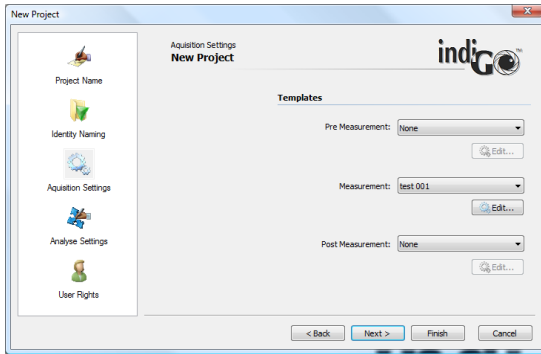 New Project
Project Name
Identity Naming
Aquisition Settings
Analyse Settings
User Rights
Aquisition Settings
New Project
indiGo™
Templates
Pre Measurement: None
Edit...
Measurement: test 001
Edit...
Post Measurement: None
Edit...
< Back Next > Finish Cancel